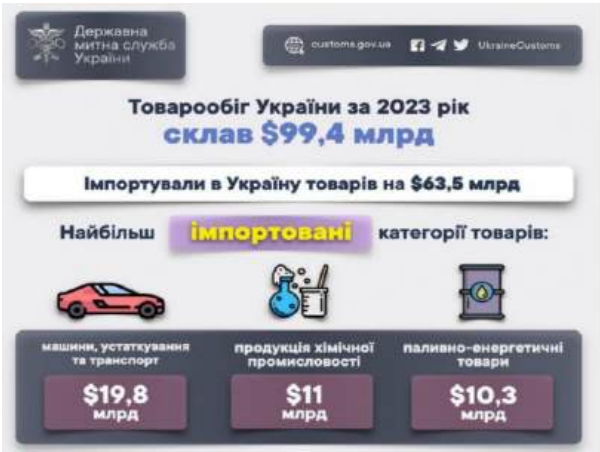 Державна
митна служба
України
customs.gov.ua
UkraineCustoms
Товарообіг України за 2023 рік
склав $99,4 млрд
Імпортували в Україну товарів на $63,5 млрд
Найбільш імпортовані категорії товарів:
машини, устаткування
та транспорт
$19,8
млрд
продукція хімічної
промисловості
$11
млрд
паливно-енергетичні
товари
$10,3
млрд